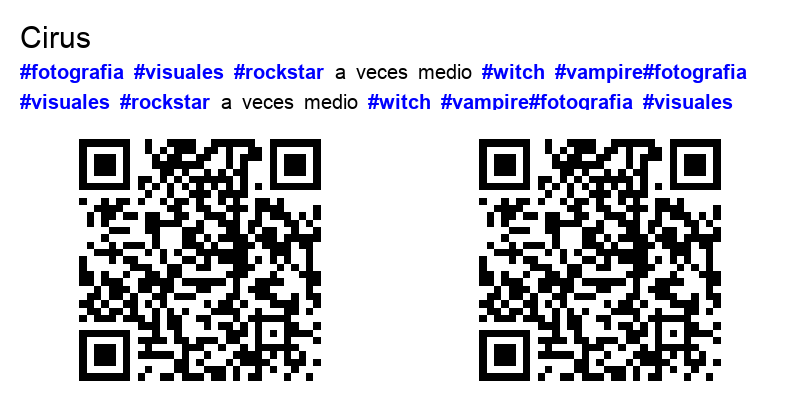 Cirus
#fotografia #visuales #rockstar a veces medio #witch #vampire#fotografia
#visuales #rockstar a veces medio #witch #vampire#fotografia #visuales